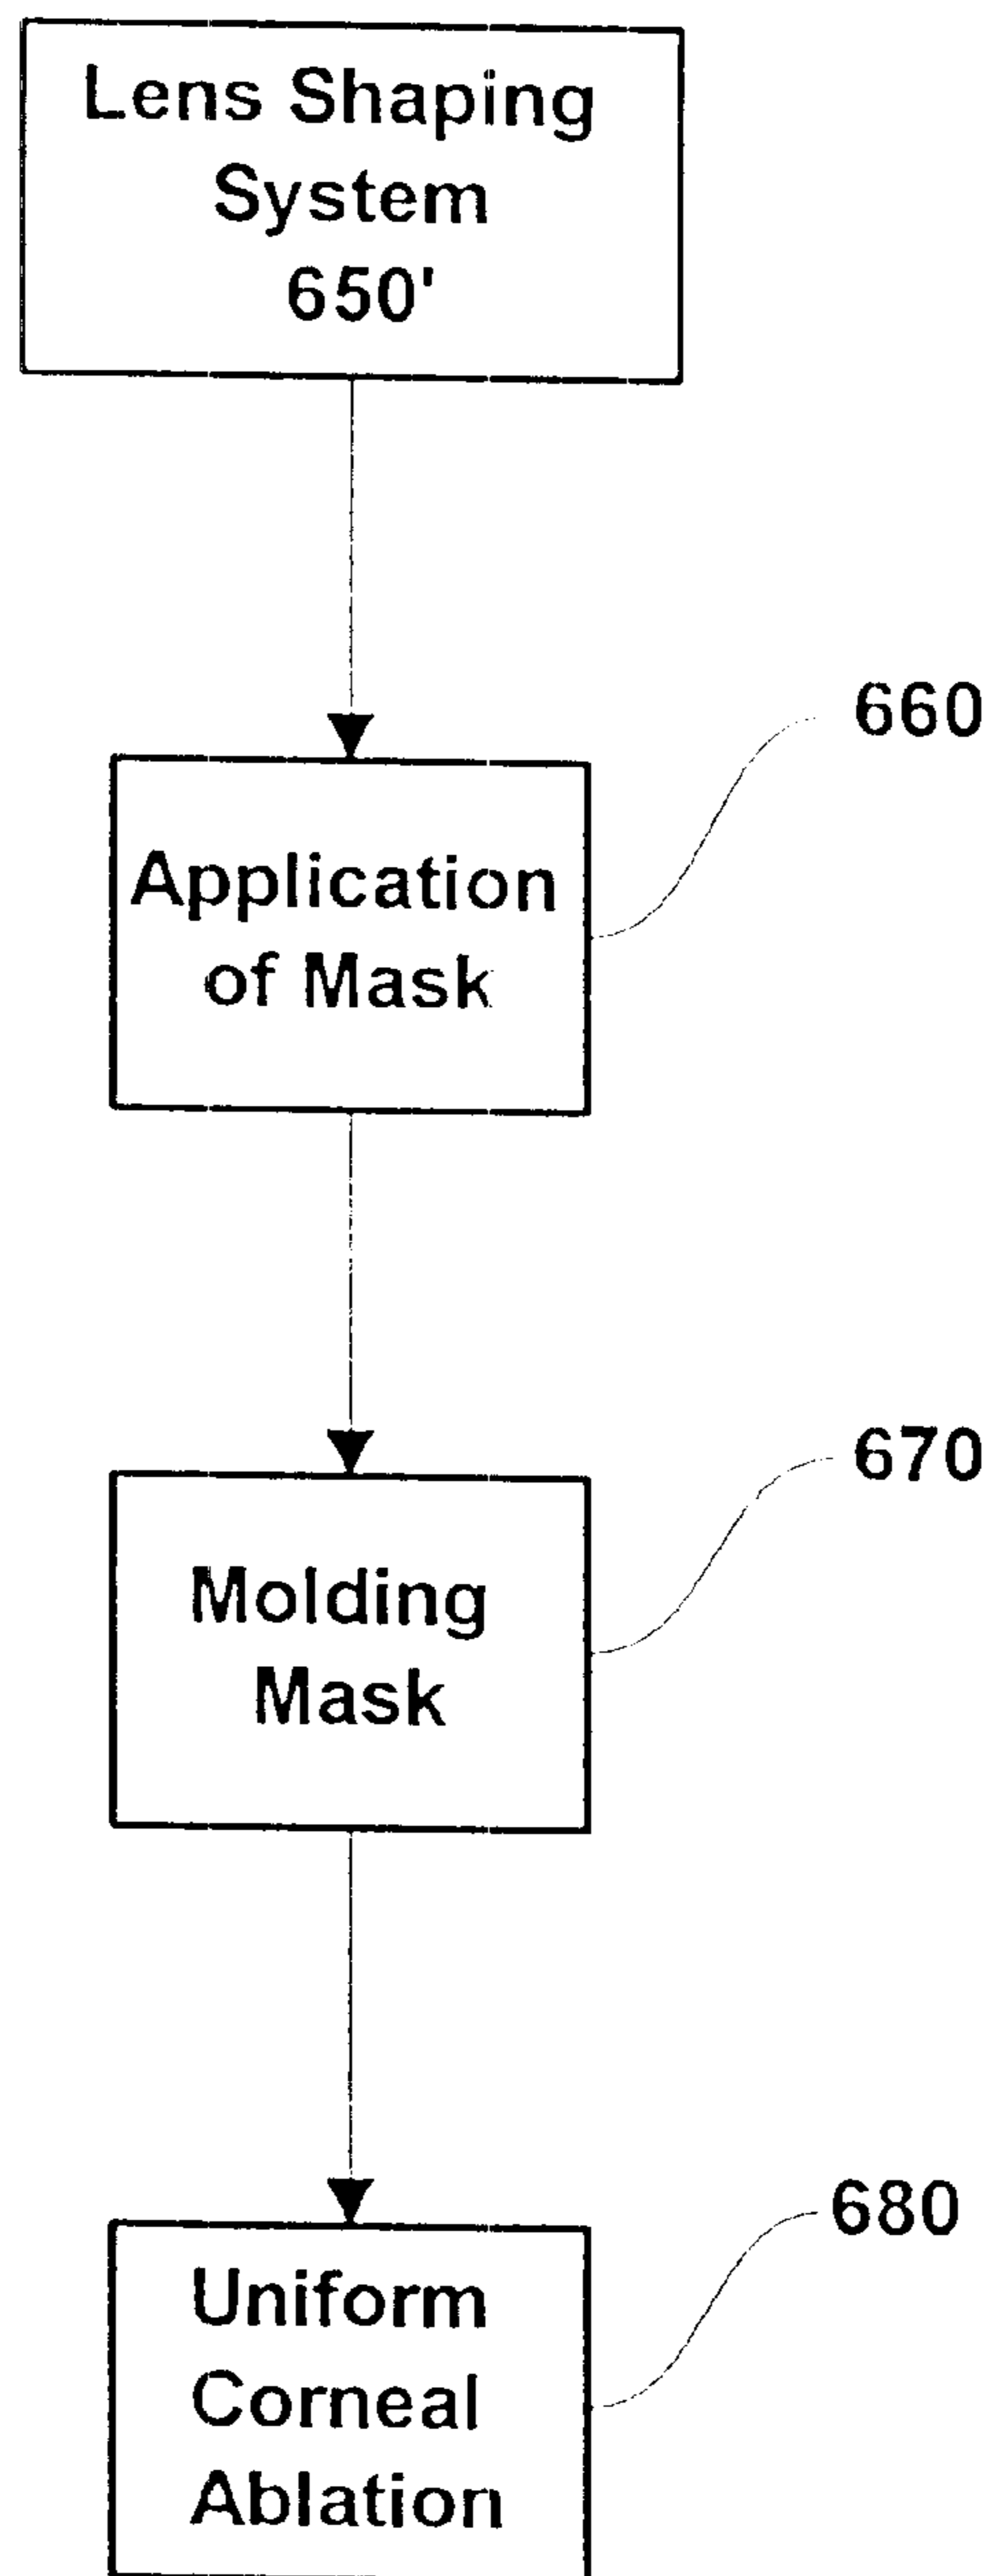 Lens Shaping
System
650'
660
Application
of Mask
670
Molding
Mask
680
Uniform
Corneal
Ablation